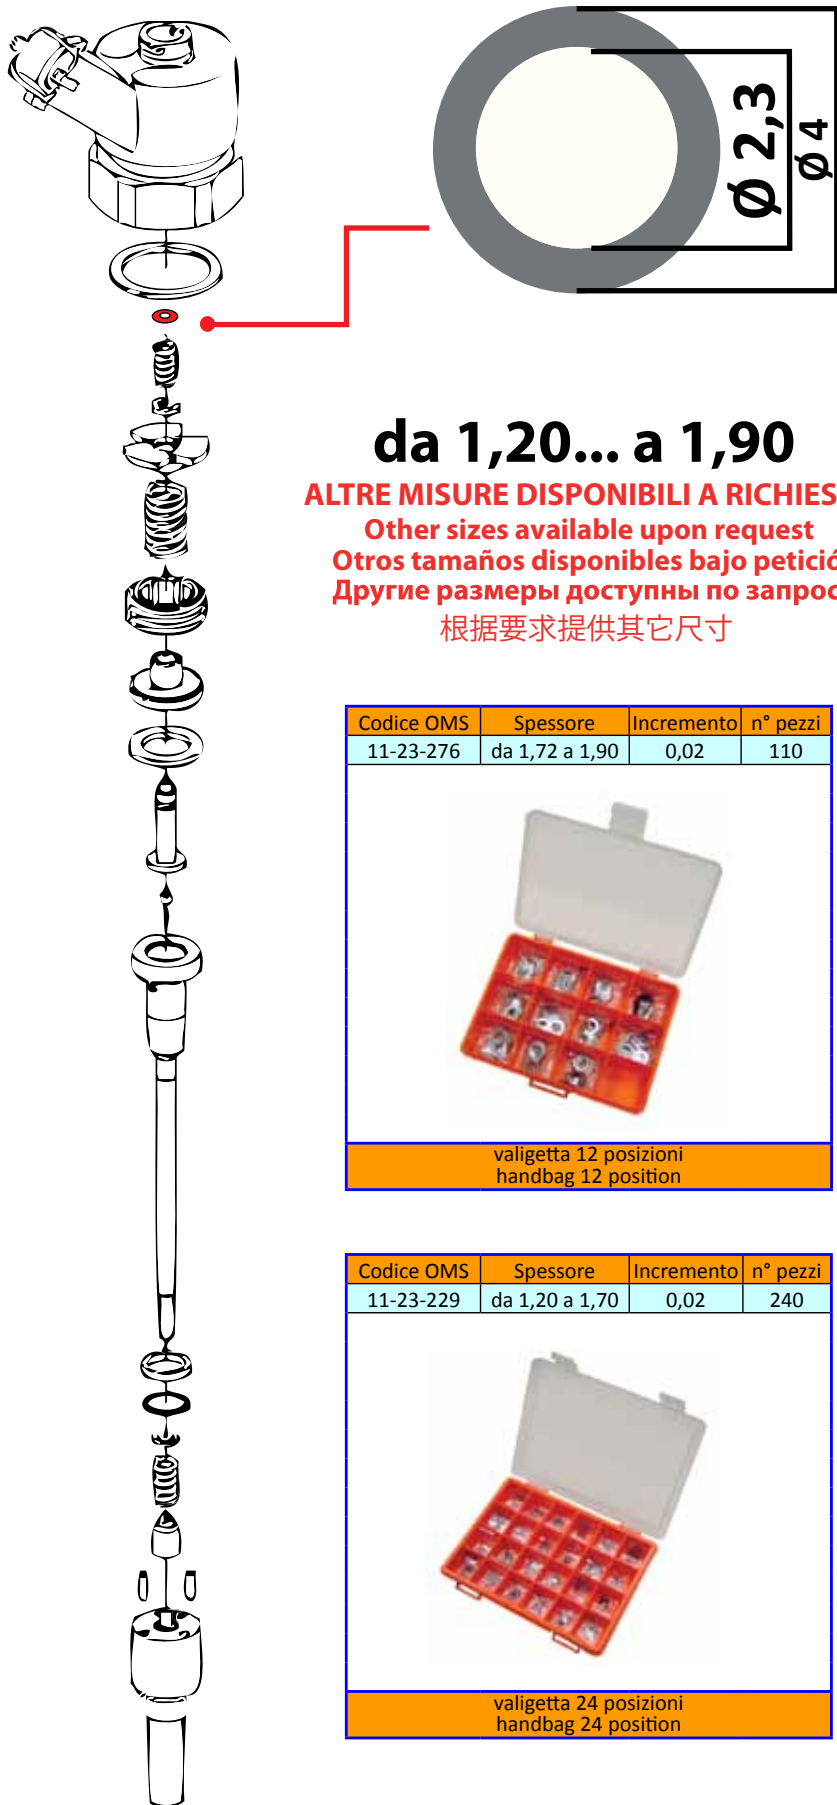 Ø 2,3
Ø 4
da 1,20... a 1,90
ALTRE MISURE DISPONIBILI A RICHIES
Other sizes available upon request
Otros tamaños disponibles bajo petició
Другие размеры доступны по запрос
根据要求提供其它尺寸
Codice OMS Spessore Incremento n° pezzi
11-23-276 da 1,72 a 1,90 0,02 110
valigetta 12 posizioni
handbag 12 position
Codice OMS Spessore Incremento n° pezzi
11-23-229 da 1,20 a 1,70 0,02 240
valigetta 24 posizioni
handbag 24 position